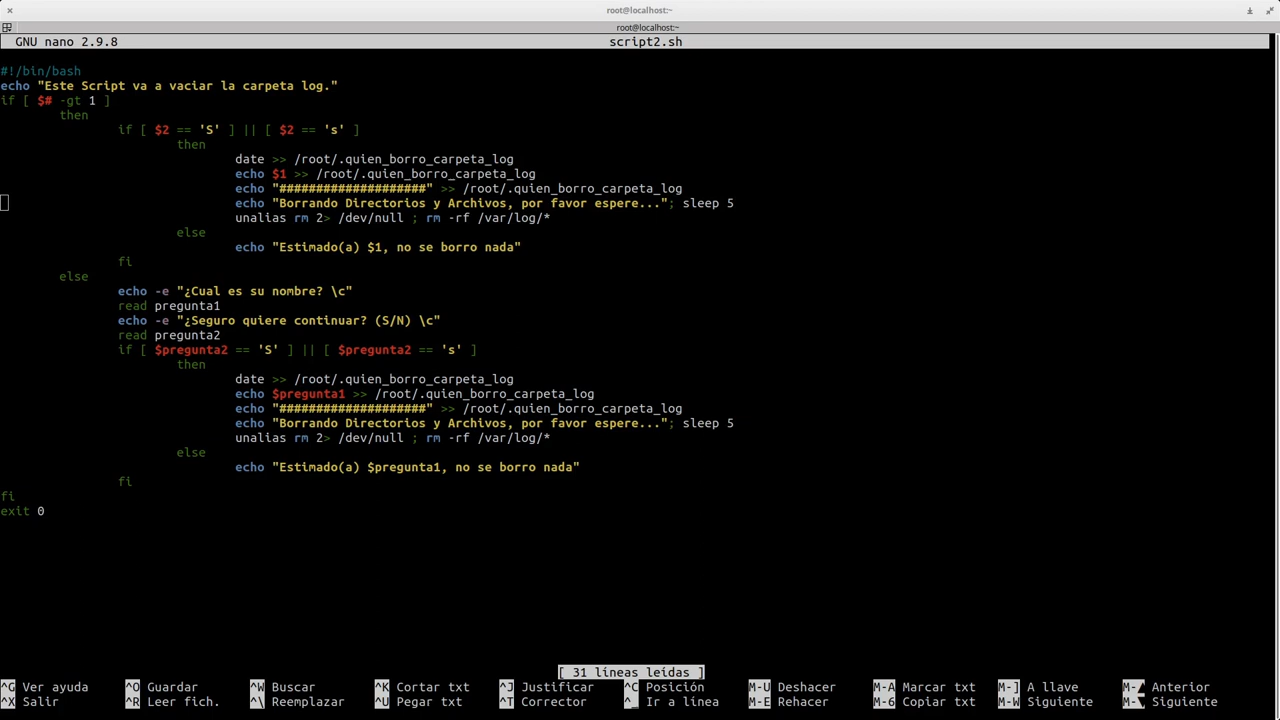 root@localhost:~
root@localhost:~
GNU nano 2.9.8 script2.sh
#!/bin/bash
echo "Este Script va a vaciar la carpeta log."
if [ $# -gt 1 ]
then
if [ $2 == 'S' ] || [ $2 == 's' ]
then
date >> /root/.quien_borro_carpeta_log
echo $1 >> /root/.quien_borro_carpeta_log
echo "####################" >> /root/.quien_borro_carpeta_log
echo "Borrando Directorios y Archivos, por favor espere..."; sleep 5
unalias rm 2> /dev/null ; rm -rf /var/log/*
else
echo "Estimado(a) $1, no se borro nada"
fi
else
echo -e "¿Cual es su nombre? \c"
read pregunta1
echo -e "¿Seguro quiere continuar? (S/N) \c"
read pregunta2
if [ $pregunta2 == 'S' ] || [ $pregunta2 == 's' ]
then
date >> /root/.quien_borro_carpeta_log
echo $pregunta1 >> /root/.quien_borro_carpeta_log
echo "####################" >> /root/.quien_borro_carpeta_log
echo "Borrando Directorios y Archivos, por favor espere..."; sleep 5
unalias rm 2> /dev/null ; rm -rf /var/log/*
else
echo "Estimado(a) $pregunta1, no se borro nada"
fi
fi
exit 0
[ 31 líneas leídas ]
^G Ver ayuda ^O Guardar ^W Buscar ^K Cortar txt ^J Justificar ^C Posición M-U Deshacer M-A Marcar txt M-] A llave M-/ Anterior
^X Salir ^R Leer fich. ^\ Reemplazar ^U Pegar txt ^T Corrector ^_ Ir a línea M-E Rehacer M-6 Copiar txt M-W Siguiente M-\ Siguiente